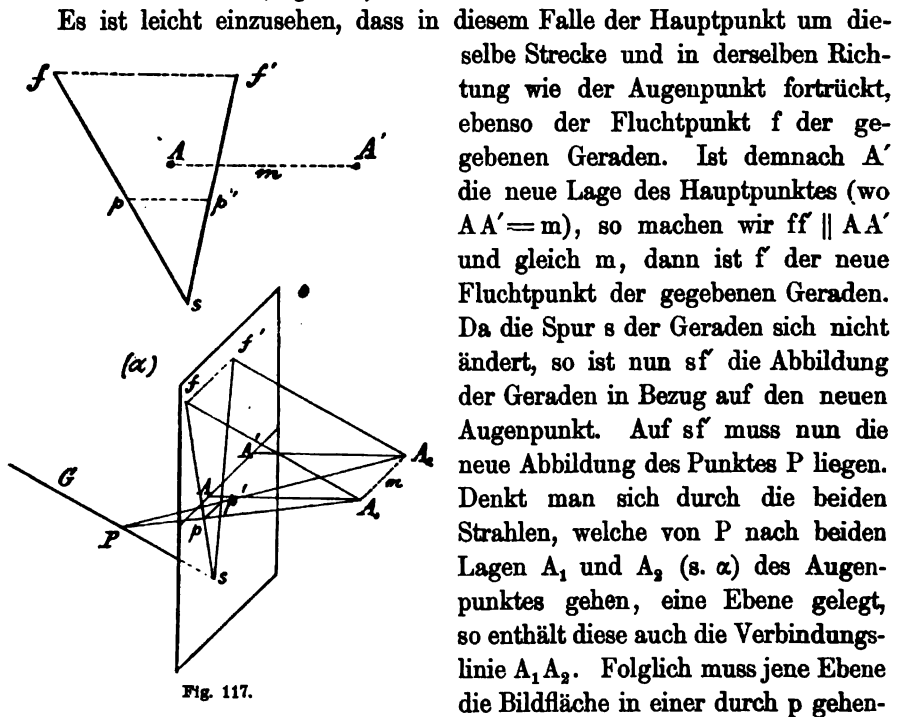 Es ist leicht einzusehen, dass in diesem Falle der Hauptpunkt um die-
selbe Strecke und in derselben Rich-
tung wie der Augenpunkt fortrückt,
ebenso der Fluchtpunkt f der ge-
gebenen Geraden. Ist demnach A′
die neue Lage des Hauptpunktes (wo
A A′ = m), so machen wir ff′ ∥ A A′
und gleich m, dann ist f′ der neue
Fluchtpunkt der gegebenen Geraden.
Da die Spur s der Geraden sich nicht
ändert, so ist nun sf′ die Abbildung
der Geraden in Bezug auf den neuen
Augenpunkt. Auf sf′ muss nun die
neue Abbildung des Punktes P liegen.
Denkt man sich durch die beiden
Strahlen, welche von P nach beiden
Lagen A₁ und A₂ (s. α) des Augen-
punktes gehen, eine Ebene gelegt,
so enthält diese auch die Verbindungs-
linie A₁A₂. Folglich muss jene Ebene
die Bildfläche in einer durch p gehen-
f
f′
A
A′
m
p
p′
s
(α)
f
f′
A′
A₂
G
A
p′
m
A₁
P
p
s
Fig. 117.